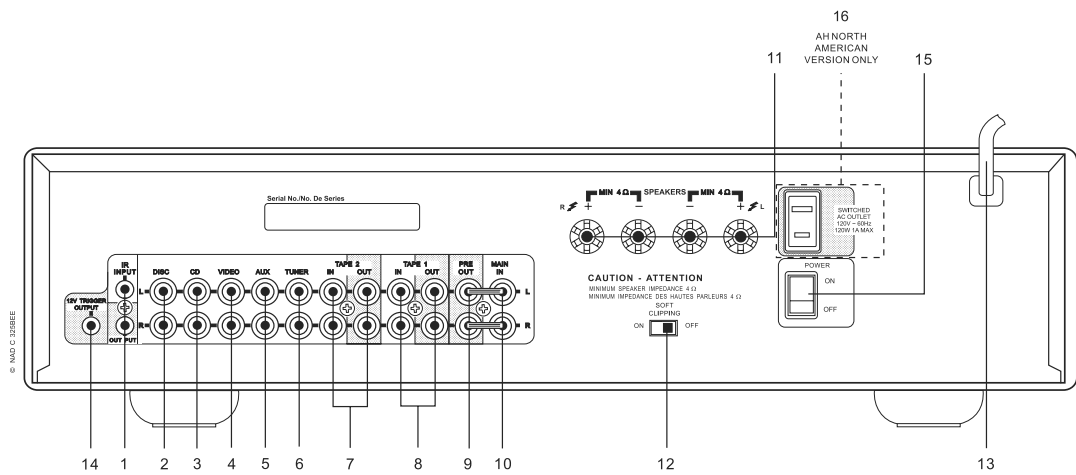 16
AH NORTH
AMERICAN
VERSION ONLY
11
15
Serial No./No. De Series
MIN 4 Ω SPEAKERS MIN 4 Ω
R + − − + L
SWITCHED
AC OUTLET
120V ~ 60Hz
120W 1A MAX
POWER
ON
OFF
CAUTION - ATTENTION
MINIMUM SPEAKER IMPEDANCE 4 Ω
MINIMUM IMPEDANCE DES HAUTES PARLEURS 4 Ω
SOFT
CLIPPING
ON OFF
IR
INPUT
DISC CD VIDEO AUX TUNER
TAPE 2
IN OUT
TAPE 1
IN OUT
PRE
OUT
MAIN
IN
L L
12V TRIGGER
OUTPUT
R R
OUT PUT
© NAD C 325BEE
14 1 2 3 4 5 6 7 8 9 10 12 13